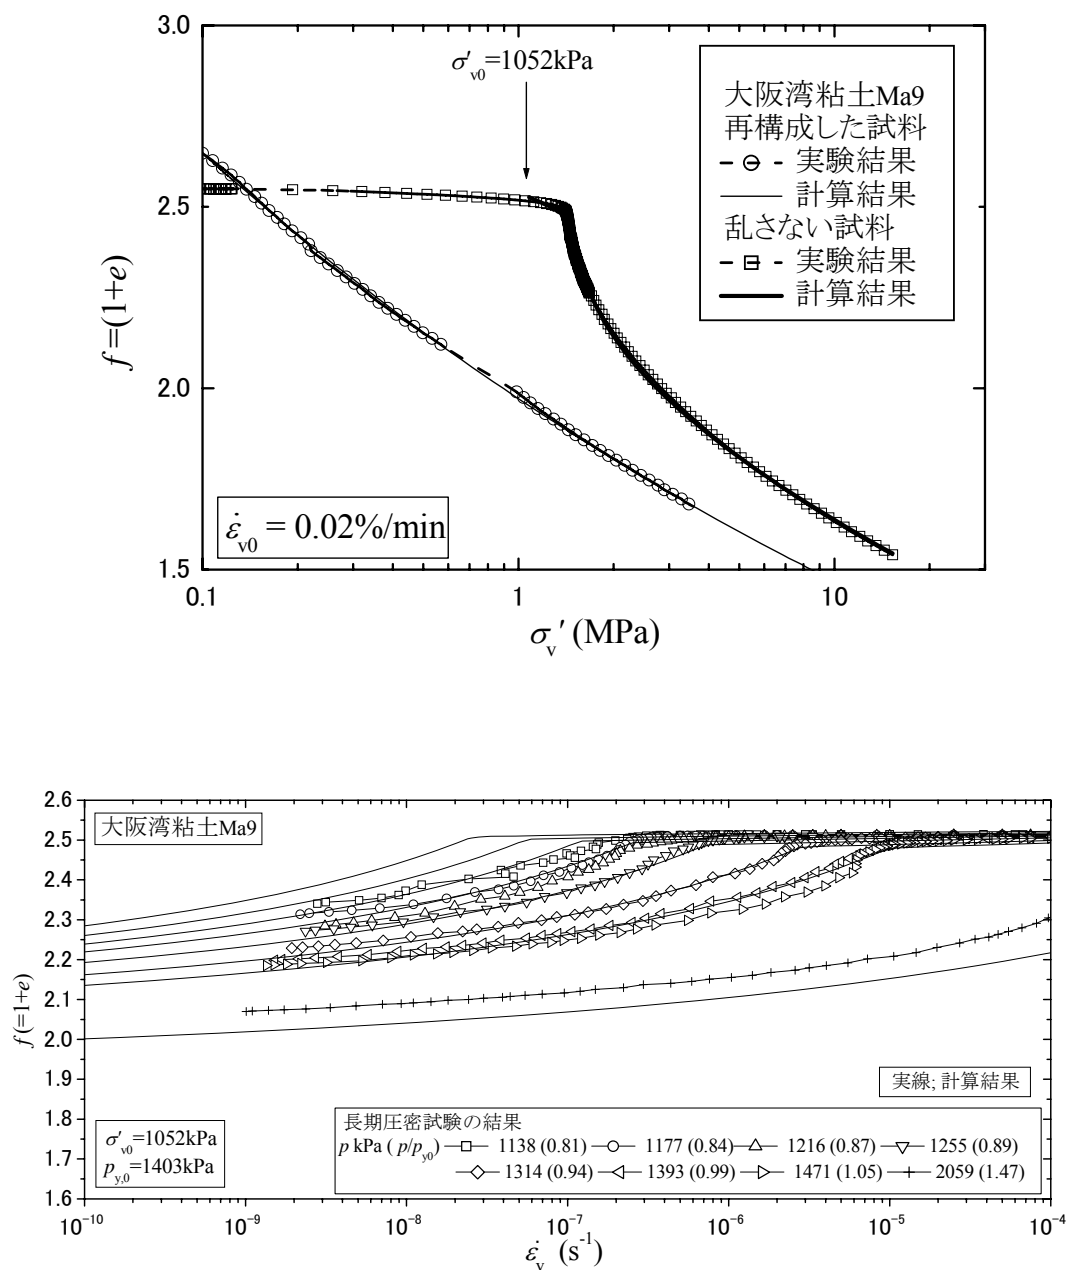 3.0
2.5
2.0
1.5
f =(1+e)
σ′v0=1052kPa
大阪湾粘土Ma9
再構成した試料
実験結果
計算結果
乱さない試料
実験結果
計算結果
ε̇v0 = 0.02%/min
0.1 1 10
σv′ (MPa)
2.6
2.5
2.4
2.3
2.2
2.1
2.0
1.9
1.8
1.7
1.6
f (=1+e)
大阪湾粘土Ma9
実線; 計算結果
σ′v0=1052kPa
py,0=1403kPa
長期圧密試験の結果
p kPa ( p/py0) 1138 (0.81) 1177 (0.84) 1216 (0.87) 1255 (0.89)
1314 (0.94) 1393 (0.99) 1471 (1.05) 2059 (1.47)
10⁻¹⁰ 10⁻⁹ 10⁻⁸ 10⁻⁷ 10⁻⁶ 10⁻⁵ 10⁻⁴
ε̇v (s⁻¹)